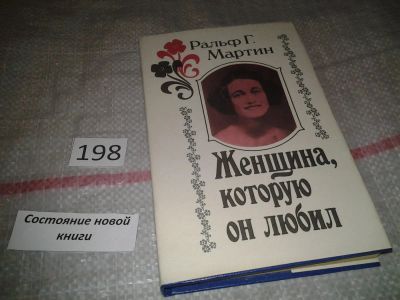 Ральф Г.
Мартин
Женщина,
которую
он любил
198
Состояние новой
книги